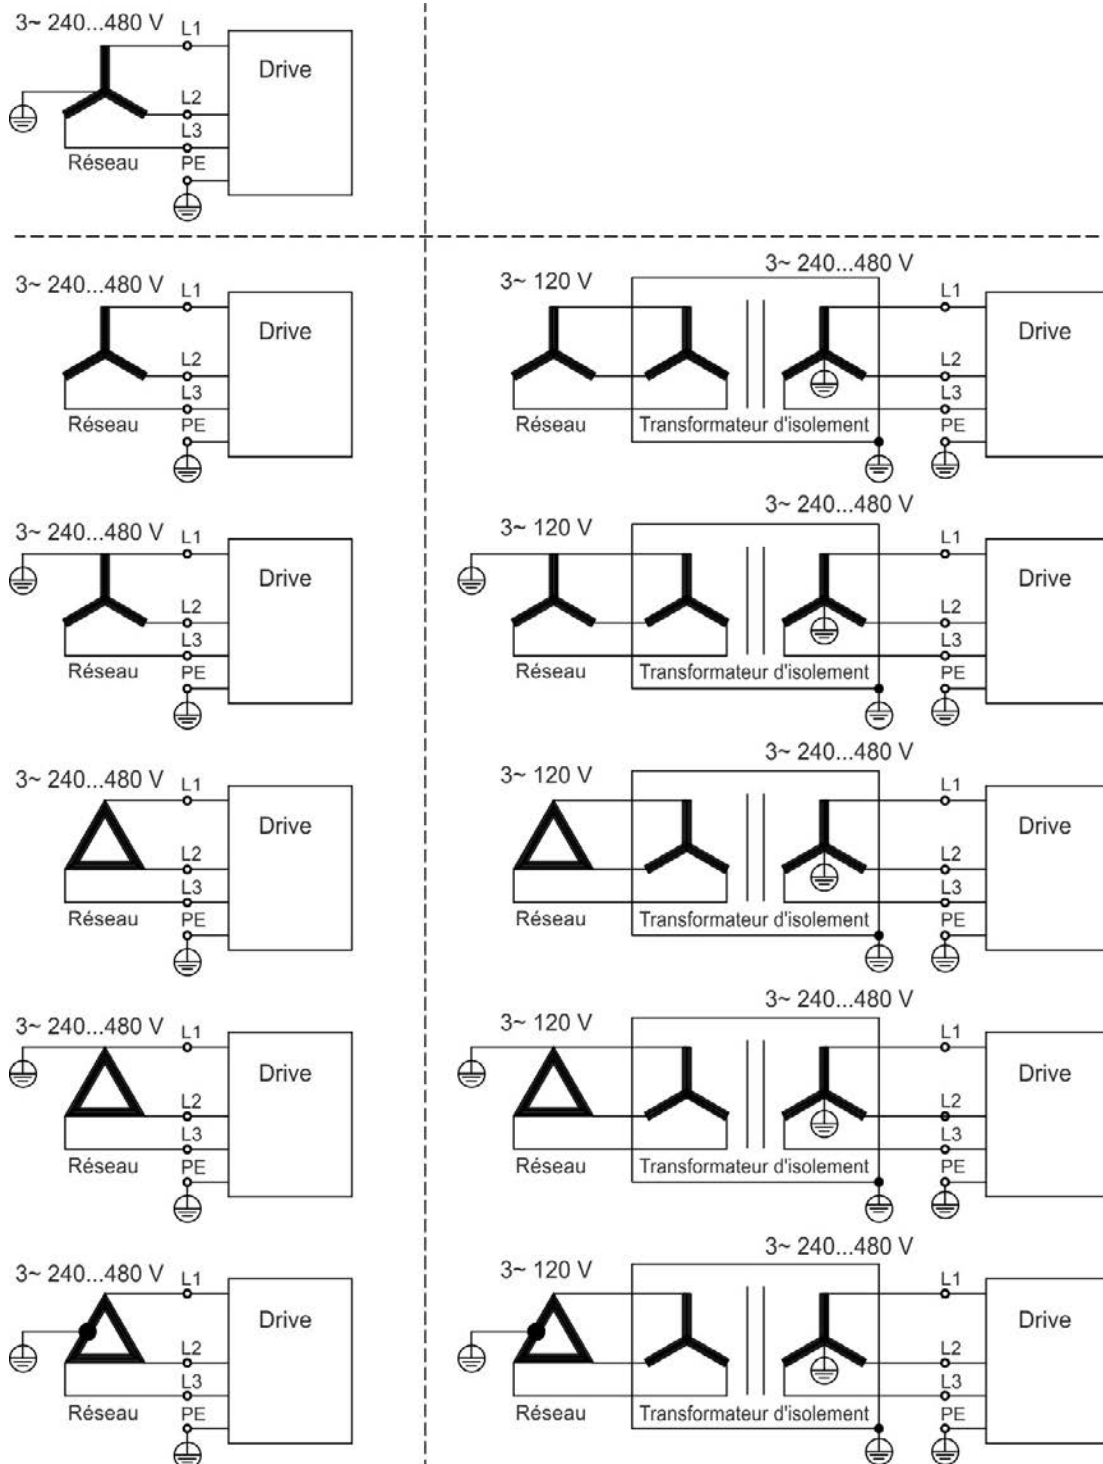 3~ 240...480 V L1
Drive
L2
L3
Réseau PE
3~ 240...480 V L1
Drive
L2
L3
Réseau PE
3~ 120 V 3~ 240...480 V
L1
Drive
L2
L3
Réseau Transformateur d'isolement PE
3~ 240...480 V L1
Drive
L2
L3
Réseau PE
3~ 120 V 3~ 240...480 V
L1
Drive
L2
L3
Réseau Transformateur d'isolement PE
3~ 240...480 V L1
Drive
L2
L3
Réseau PE
3~ 120 V 3~ 240...480 V
L1
Drive
L2
L3
Réseau Transformateur d'isolement PE
3~ 240...480 V L1
Drive
L2
L3
Réseau PE
3~ 120 V 3~ 240...480 V
L1
Drive
L2
L3
Réseau Transformateur d'isolement PE
3~ 240...480 V L1
Drive
L2
L3
Réseau PE
3~ 120 V 3~ 240...480 V
L1
Drive
L2
L3
Réseau Transformateur d'isolement PE